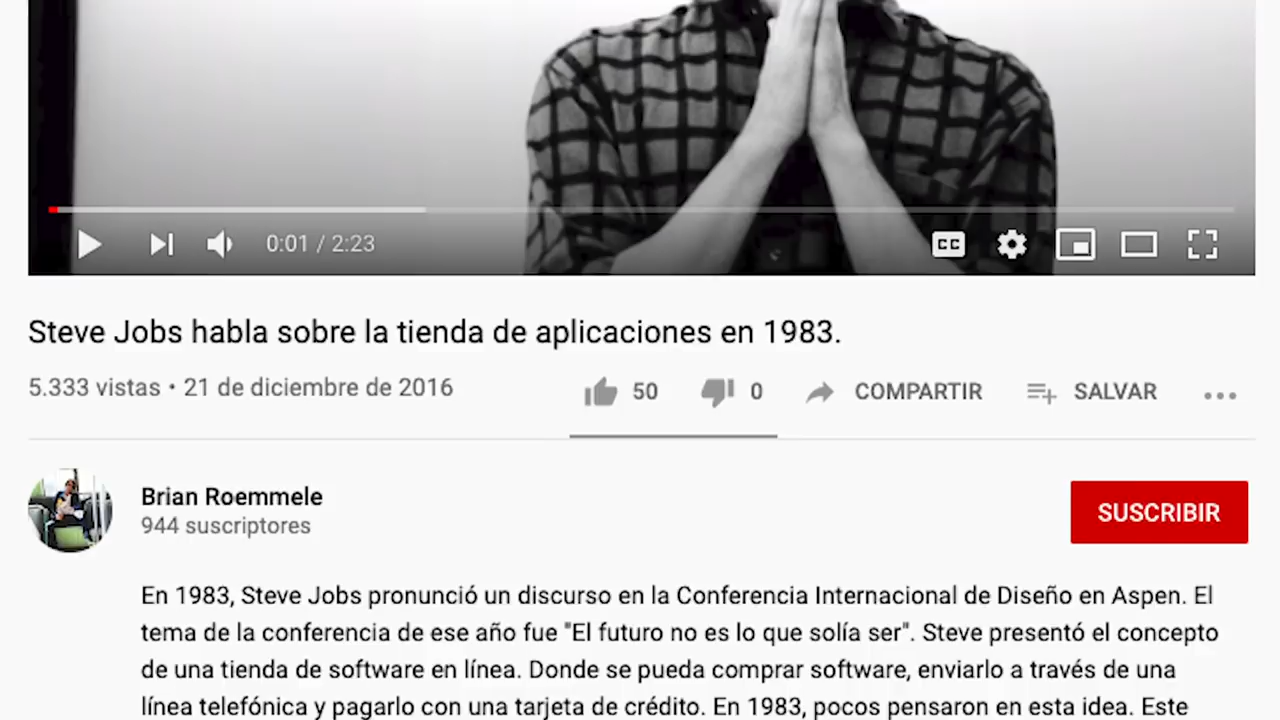 0:01 / 2:23
CC
Steve Jobs habla sobre la tienda de aplicaciones en 1983.
5.333 vistas • 21 de diciembre de 2016
50
0
COMPARTIR
SALVAR
Brian Roemmele
944 suscriptores
SUSCRIBIR
En 1983, Steve Jobs pronunció un discurso en la Conferencia Internacional de Diseño en Aspen. El
tema de la conferencia de ese año fue "El futuro no es lo que solía ser". Steve presentó el concepto
de una tienda de software en línea. Donde se pueda comprar software, enviarlo a través de una
línea telefónica y pagarlo con una tarjeta de crédito. En 1983, pocos pensaron en esta idea. Este